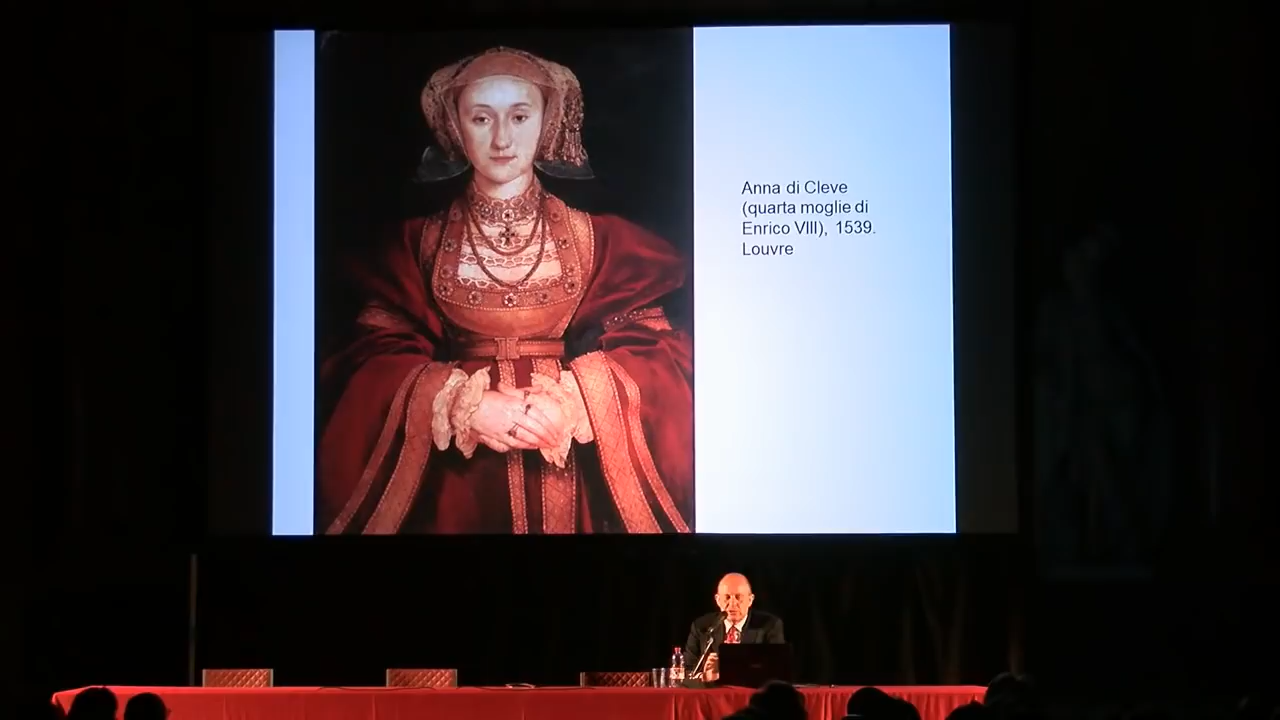 Anna di Cleve
(quarta moglie di
Enrico VIII), 1539.
Louvre